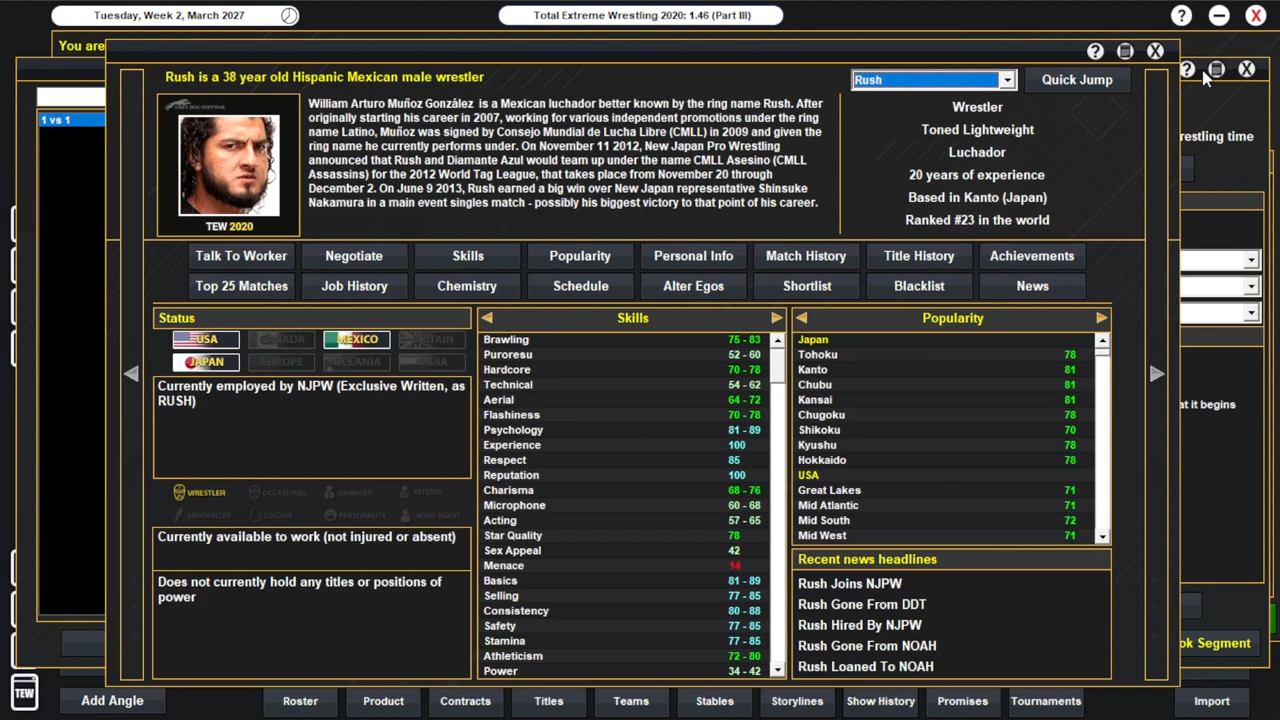 Tuesday, Week 2, March 2027
Total Extreme Wrestling 2020: 1.46 (Part III)
You are
Rush is a 38 year old Hispanic Mexican male wrestler
TEW 2020
William Arturo Muñoz González is a Mexican luchador better known by the ring name Rush. After
originally starting his career in 2007, working for various independent promotions under the ring
name Latino, Muñoz was signed by Consejo Mundial de Lucha Libre (CMLL) in 2009 and given the
ring name he currently performs under. On November 11 2012, New Japan Pro Wrestling
announced that Rush and Diamante Azul would team up under the name CMLL Asesino (CMLL
Assassins) for the 2012 World Tag League, that takes place from November 20 through
December 2. On June 9 2013, Rush earned a big win over New Japan representative Shinsuke
Nakamura in a main event singles match - possibly his biggest victory to that point of his career.
Rush
Quick Jump
Wrestler
Toned Lightweight
Luchador
20 years of experience
Based in Kanto (Japan)
Ranked #23 in the world
1 vs 1
restling time
at it begins
ok Segment
Talk To Worker
Negotiate
Skills
Popularity
Personal Info
Match History
Title History
Achievements
Top 25 Matches
Job History
Chemistry
Schedule
Alter Egos
Shortlist
Blacklist
News
Status
USA
CANADA
MEXICO
BRITAIN
JAPAN
EUROPE
OCEANIA
INDIA
Currently employed by NJPW (Exclusive Written, as
RUSH)
WRESTLER
OCCASIONAL
MANAGER
REFEREE
ANNOUNCER
COLOUR
PERSONALITY
ROAD AGENT
Currently available to work (not injured or absent)
Does not currently hold any titles or positions of
power
Skills
Brawling 75 - 83
Puroresu 52 - 60
Hardcore 70 - 78
Technical 54 - 62
Aerial 64 - 72
Flashiness 70 - 78
Psychology 81 - 89
Experience 100
Respect 85
Reputation 100
Charisma 68 - 76
Microphone 60 - 68
Acting 57 - 65
Star Quality 78
Sex Appeal 42
Menace 14
Basics 81 - 89
Selling 77 - 85
Consistency 80 - 88
Safety 77 - 85
Stamina 77 - 85
Athleticism 72 - 80
Power 34 - 42
Popularity
Japan
Tohoku 78
Kanto 81
Chubu 81
Kansai 81
Chugoku 78
Shikoku 70
Kyushu 78
Hokkaido 78
USA
Great Lakes 71
Mid Atlantic 71
Mid South 72
Mid West 71
Recent news headlines
Rush Joins NJPW
Rush Gone From DDT
Rush Hired By NJPW
Rush Gone From NOAH
Rush Loaned To NOAH
TEW
Add Angle
Roster
Product
Contracts
Titles
Teams
Stables
Storylines
Show History
Promises
Tournaments
Import